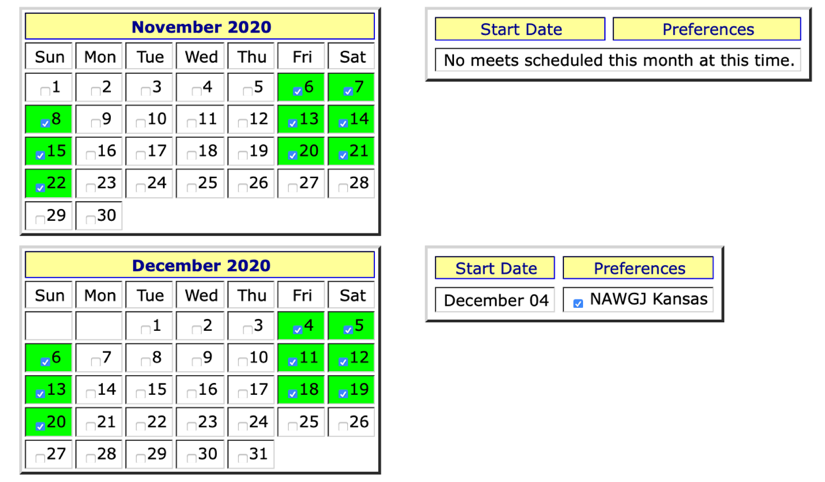 November 2020
Sun Mon Tue Wed Thu Fri Sat
1 2 3 4 5 6 7
8 9 10 11 12 13 14
15 16 17 18 19 20 21
22 23 24 25 26 27 28
29 30
Start Date Preferences
No meets scheduled this month at this time.
December 2020
Sun Mon Tue Wed Thu Fri Sat
1 2 3 4 5
6 7 8 9 10 11 12
13 14 15 16 17 18 19
20 21 22 23 24 25 26
27 28 29 30 31
Start Date Preferences
December 04 NAWGJ Kansas